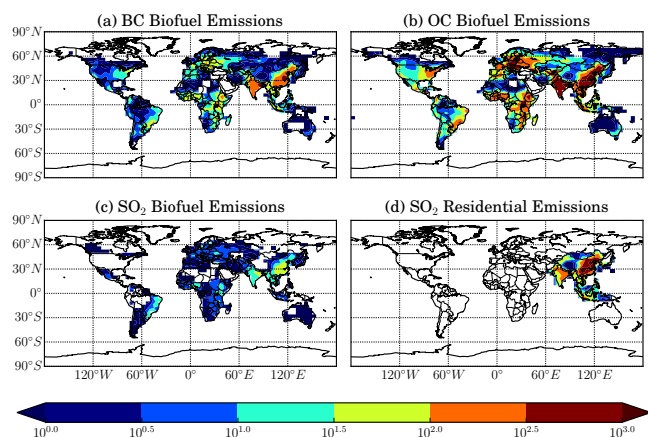 (a) BC Biofuel Emissions
(b) OC Biofuel Emissions
90°N
60°N
30°N
0°
30°S
60°S
90°S
(c) SO₂ Biofuel Emissions
(d) SO₂ Residential Emissions
90°N
60°N
30°N
0°
30°S
60°S
90°S
120°W 60°W 0° 60°E 120°E
120°W 60°W 0° 60°E 120°E
10^0.0 10^0.5 10^1.0 10^1.5 10^2.0 10^2.5 10^3.0